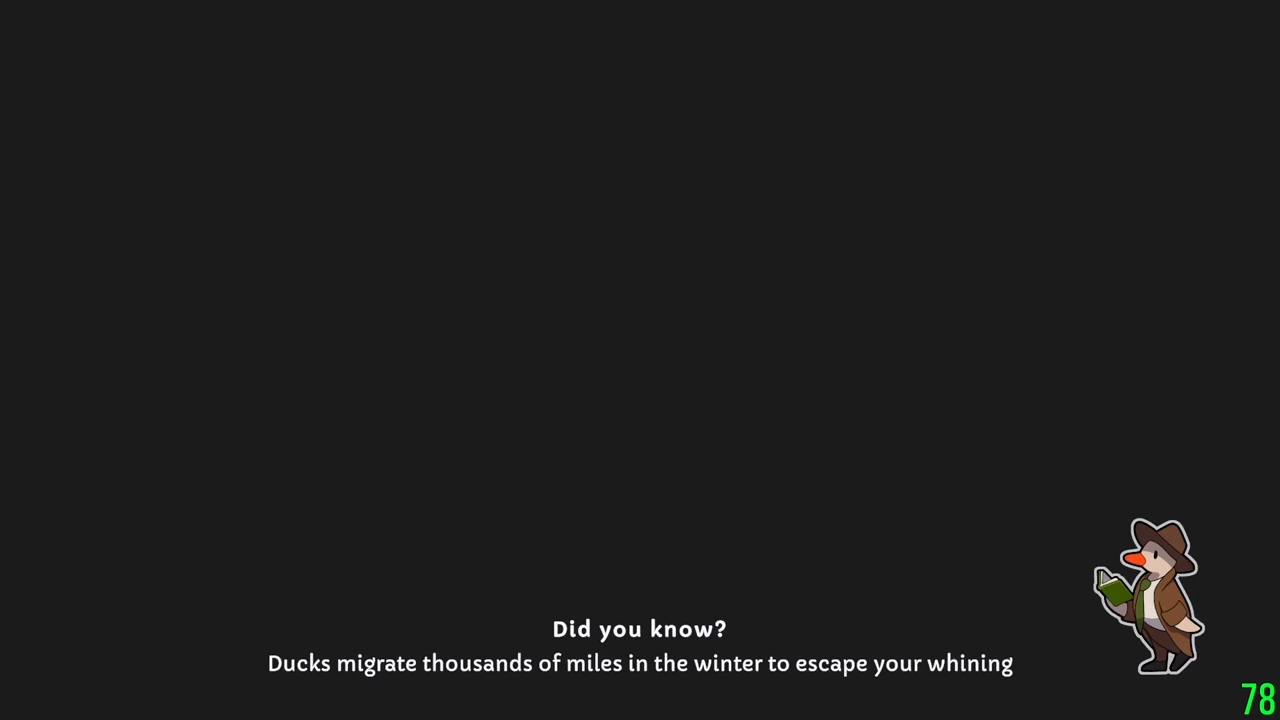 Did you know?
Ducks migrate thousands of miles in the winter to escape your whining
78